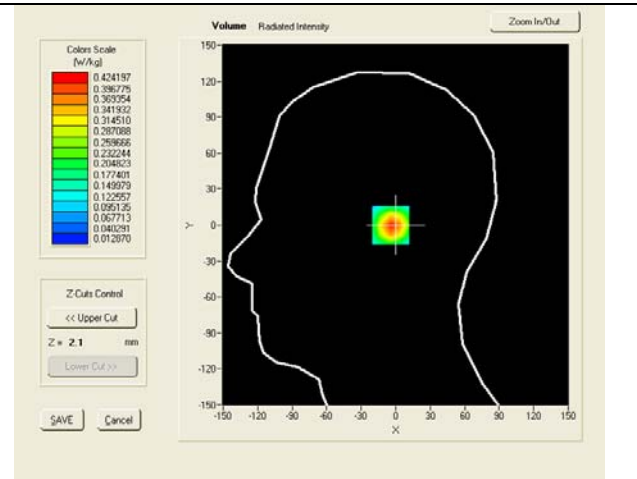 Volume Radiated Intensity
Zoom In/Out
Colors Scale
(W/kg)
0.424197
0.396775
0.369354
0.341932
0.314510
0.287088
0.259666
0.232244
0.204823
0.177401
0.149979
0.122557
0.095135
0.067713
0.040291
0.012870
Z-Cuts Control
<< Upper Cut
Z = 2.1 mm
Lower Cut >>
SAVE Cancel
150
120
90
60
30
0
-30
-60
-90
-120
-150
Y
-150 -120 -90 -60 -30 0 30 60 90 120 150
X